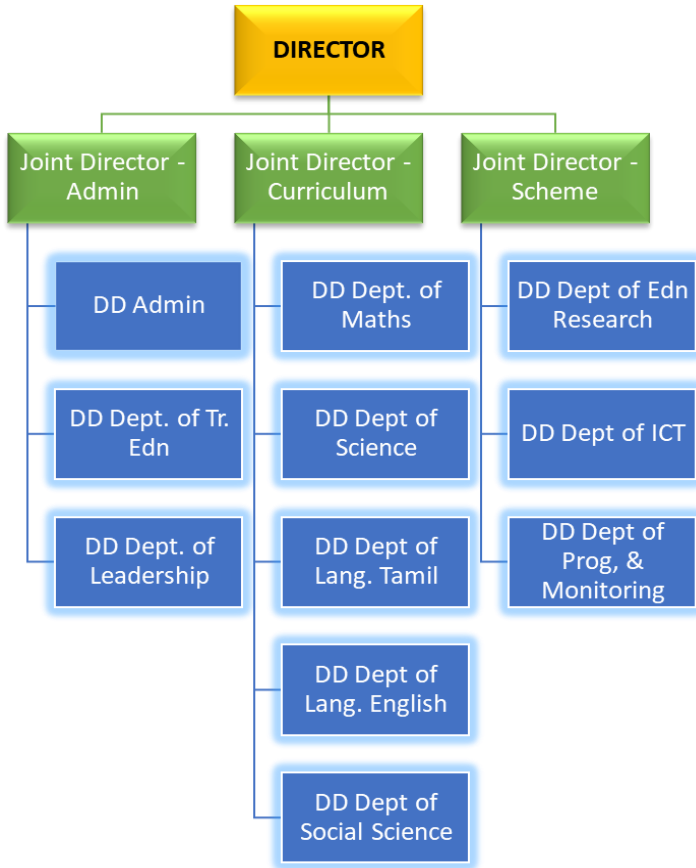 DIRECTOR
Joint Director -
Admin
DD Admin
DD Dept. of Tr.
Edn
DD Dept. of
Leadership
Joint Director -
Curriculum
DD Dept. of
Maths
DD Dept of
Science
DD Dept of
Lang. Tamil
DD Dept of
Lang. English
DD Dept of
Social Science
Joint Director -
Scheme
DD Dept of Edn
Research
DD Dept of ICT
DD Dept of
Prog, &
Monitoring